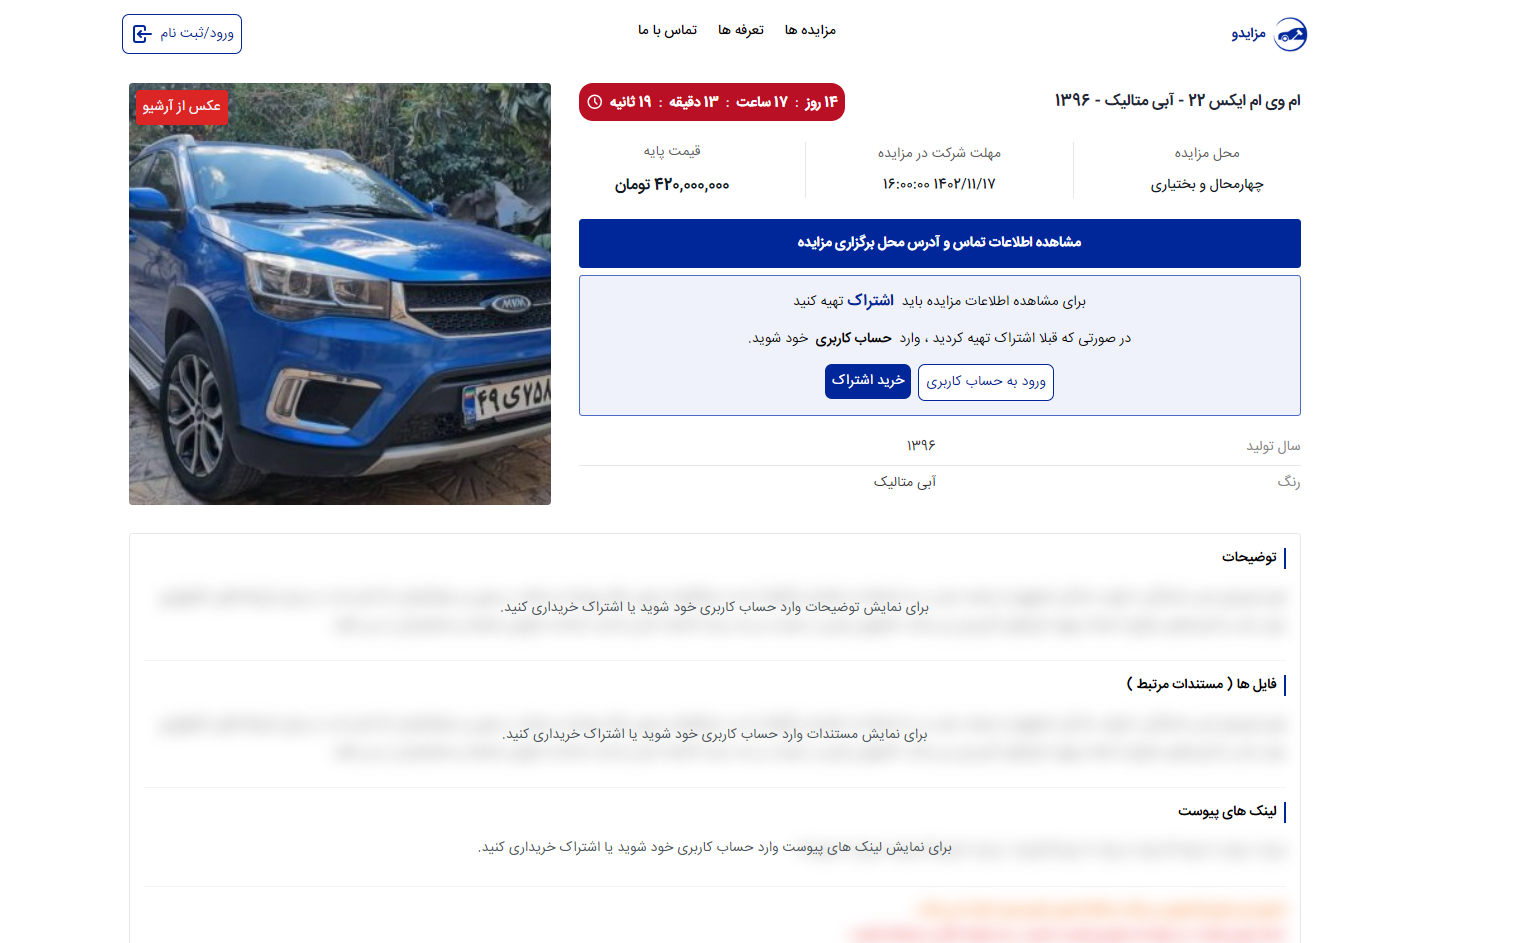 مزایدو
مزایده ها
تعرفه ها
تماس با ما
ورود/ثبت نام
ام وی ام ایکس ۲۲ - آبی متالیک - ۱۳۹۶
۱۴ روز : ۱۷ ساعت : ۱۳ دقیقه : ۱۹ ثانیه
عکس از آرشیو
محل مزایده
چهارمحال و بختیاری
مهلت شرکت در مزایده
۱۴۰۲/۱۱/۱۷ ۱۶:۰۰:۰۰
قیمت پایه
۴۲۰,۰۰۰,۰۰۰ تومان
مشاهده اطلاعات تماس و آدرس محل برگزاری مزایده
برای مشاهده اطلاعات مزایده باید اشتراک تهیه کنید
در صورتی که قبلا اشتراک تهیه کردید ، وارد حساب کاربری خود شوید.
ورود به حساب کاربری
خرید اشتراک
سال تولید
۱۳۹۶
رنگ
آبی متالیک
MVM
۴۹ی۷۵۸
توضیحات
برای نمایش توضیحات وارد حساب کاربری خود شوید یا اشتراک خریداری کنید.
فایل ها ( مستندات مرتبط )
برای نمایش مستندات وارد حساب کاربری خود شوید یا اشتراک خریداری کنید.
لینک های پیوست
برای نمایش لینک های پیوست وارد حساب کاربری خود شوید یا اشتراک خریداری کنید.